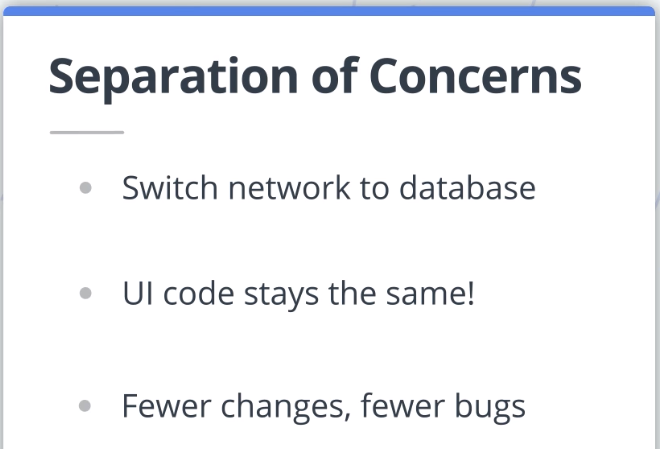 Separation of Concerns
Switch network to database
UI code stays the same!
Fewer changes, fewer bugs